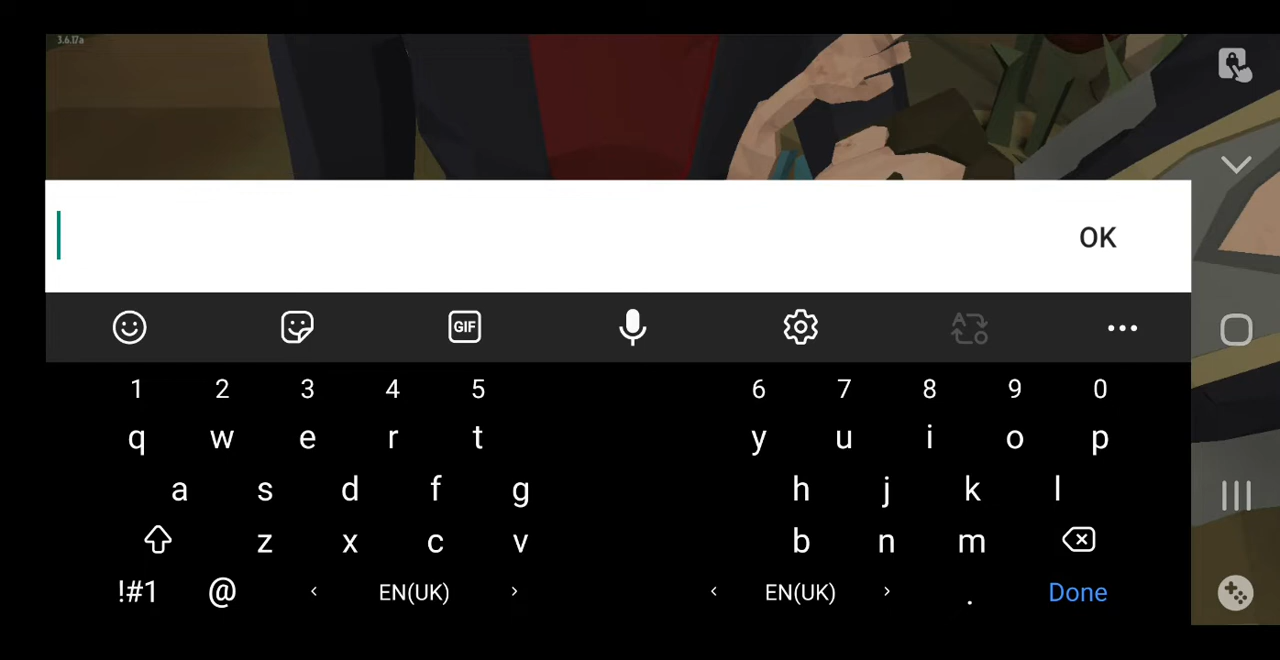 3.6.17a
OK
GIF
1 2 3 4 5 6 7 8 9 0
q w e r t y u i o p
a s d f g h j k l
z x c v b n m
!#1 @ ‹ EN(UK) › ‹ EN(UK) › . Done